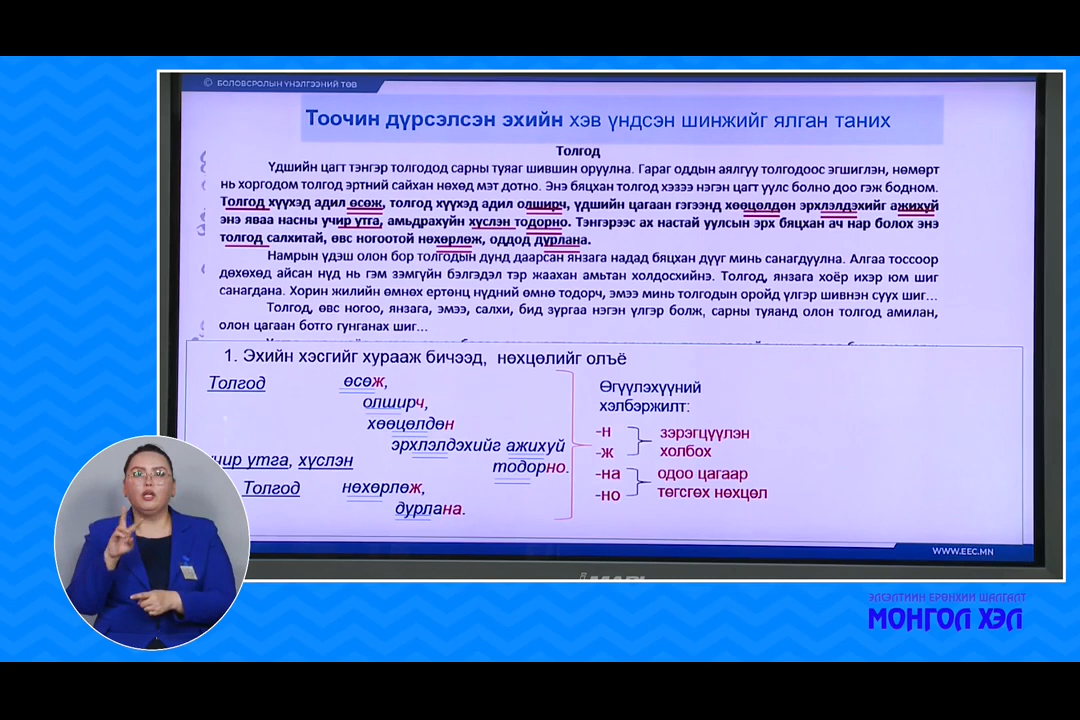 © БОЛОВСРОЛЫН ҮНЭЛГЭЭНИЙ ТӨВ
Тоочин дүрсэлсэн эхийн хэв үндсэн шинжийг ялган таних
Толгод
Үдшийн цагт тэнгэр толгодод сарны туяаг шившин оруулна. Гараг оддын аялгуу толгодоос эгшиглэн, нөмөрт
нь хоргодом толгод эртний сайхан нөхөд мэт дотно. Энэ бяцхан толгод хэзээ нэгэн цагт уулс болно доо гэж бодном.
Толгод хүүхэд адил өсөж, толгод хүүхэд адил олширч, үдшийн цагаан гэгээнд хөөцөлдөн эрхлэлдэхийг ажихуй
энэ яваа насны учир утга, амьдрахуйн хүслэн тодорно. Тэнгэрээс ах настай уулсын эрх бяцхан ач нар болох энэ
толгод салхитай, өвс ногоотой нөхөрлөж, оддод дурлана.
Намрын үдэш олон бор толгодын дунд даарсан янзага надад бяцхан дүүг минь санагдуулна. Алгаа тоссоор
дөхөхөд айсан нүд нь гэм зэмгүйн бэлгэдэл тэр жаахан амьтан холдосхийнэ. Толгод, янзага хоёр ихэр юм шиг
санагдана. Хорин жилийн өмнөх ертөнц нүдний өмнө тодорч, эмээ минь толгодын оройд үлгэр шивнэн суух шиг...
Толгод, өвс ногоо, янзага, эмээ, салхи, бид зургаа нэгэн үлгэр болж, сарны туяанд олон толгод амилан,
олон цагаан ботго гунганах шиг...
1. Эхийн хэсгийг хурааж бичээд, нөхцөлийг олъё
Толгод өсөж,
олширч,
хөөцөлдөн
эрхлэлдэхийг ажихуй
учир утга, хүслэн тодорно.
Толгод нөхөрлөж,
дурлана.
Өгүүлэхүүний
хэлбэржилт:
-н
-ж
зэрэгцүүлэн
холбох
-на
-но
одоо цагаар
төгсгөх нөхцөл
WWW.EEC.MN
ЭЛСЭЛТИЙН ЕРӨНХИЙ ШАЛГАЛТ
МОНГОЛ ХЭЛ